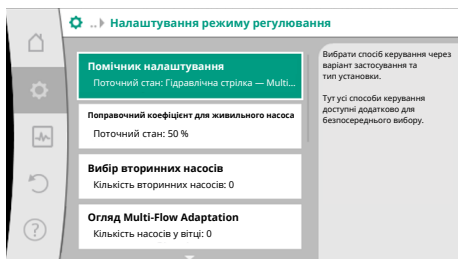 ..▸ Налаштування режиму регулювання
Помічник налаштування
Поточний стан: Гідравлічна стрілка — Multi...
Поправочний коефіцієнт для живильного насоса
Поточний стан: 50 %
Вибір вторинних насосів
Кількість вторинних насосів: 0
Огляд Multi-Flow Adaptation
Кількість насосів у вітці: 0
Вибрати спосіб керування через
варіант застосування та
тип установки.
Тут усі способи керування
доступні додатково для
безпосереднього вибору.